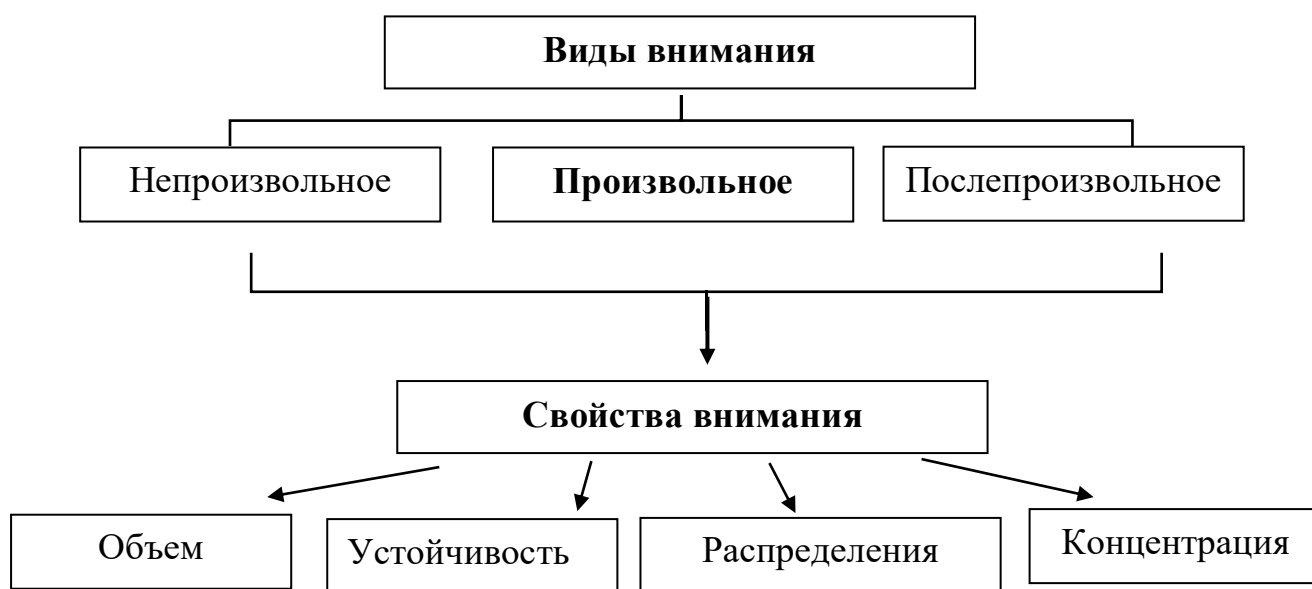 Виды внимания
Непроизвольное
Произвольное
Послепроизвольное
Свойства внимания
Объем
Устойчивость
Распределения
Концентрация